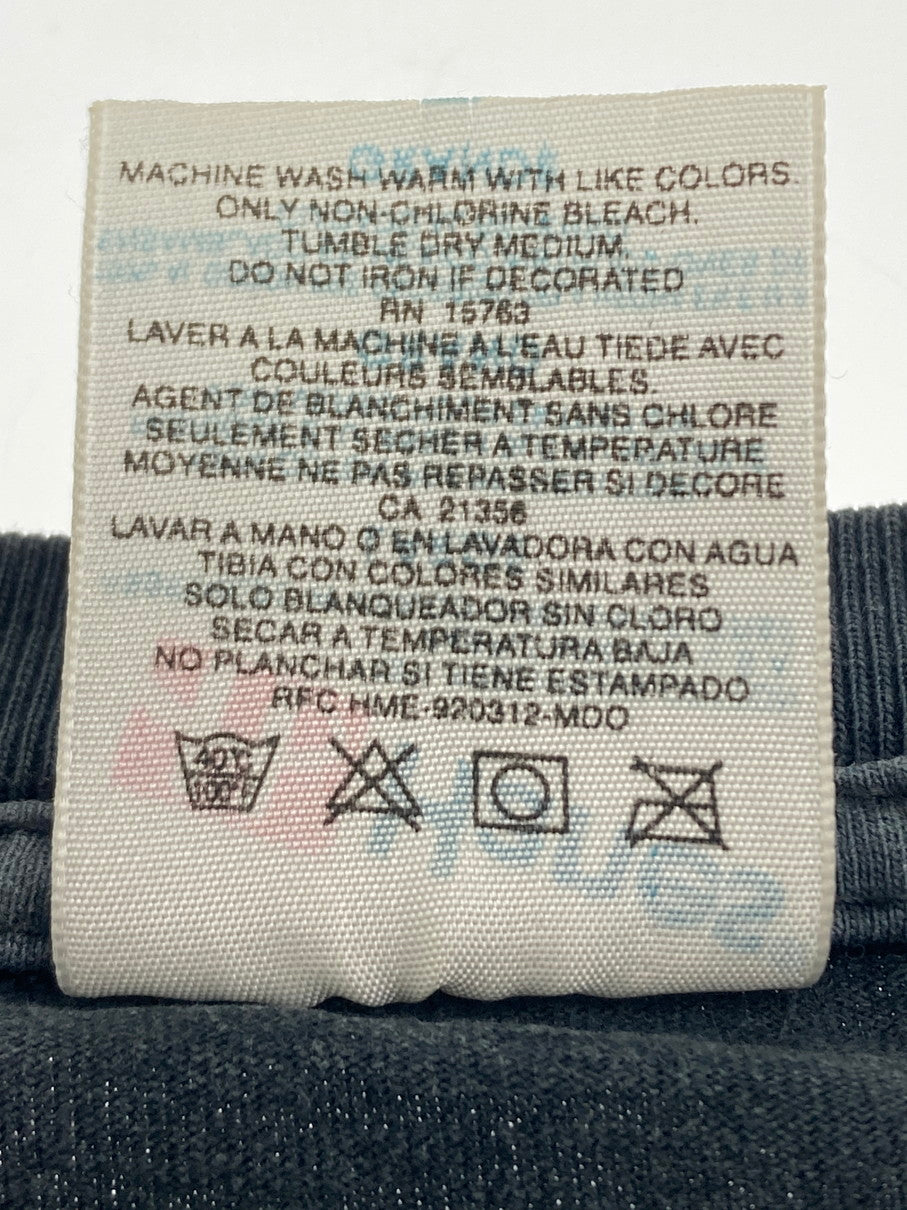 MACHINE WASH WARM WITH LIKE COLORS.
ONLY NON-CHLORINE BLEACH.
TUMBLE DRY MEDIUM.
DO NOT IRON IF DECORATED
RN 15763
LAVER A LA MACHINE A L'EAU TIEDE AVEC
COULEURS SEMBLABLES.
AGENT DE BLANCHIMENT SANS CHLORE
SEULEMENT SECHER A TEMPERATURE
MOYENNE NE PAS REPASSER SI DECORE
CA 21356
LAVAR A MANO O EN LAVADORA CON AGUA
TIBIA CON COLORES SIMILARES
SOLO BLANQUEADOR SIN CLORO
SECAR A TEMPERATURA BAJA
NO PLANCHAR SI TIENE ESTAMPADO
RFC HME-920312-MDO
40°C
100°F